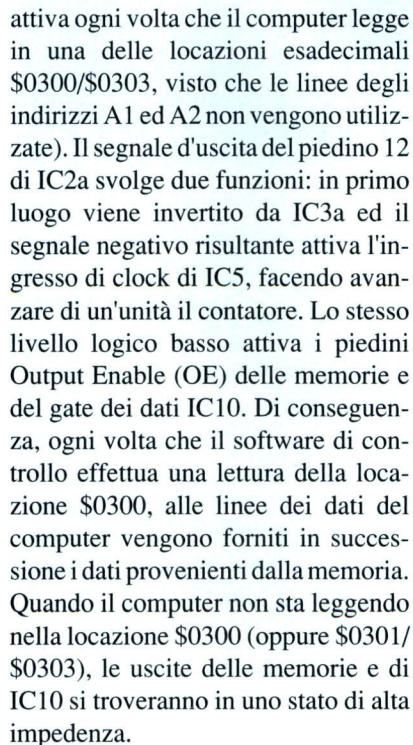 attiva ogni volta che il computer legge
in una delle locazioni esadecimali
$0300/$0303, visto che le linee degli
indirizzi A1 ed A2 non vengono utiliz-
zate). Il segnale d'uscita del piedino 12
di IC2a svolge due funzioni: in primo
luogo viene invertito da IC3a ed il
segnale negativo risultante attiva l'in-
gresso di clock di IC5, facendo avan-
zare di un'unità il contatore. Lo stesso
livello logico basso attiva i piedini
Output Enable (OE) delle memorie e
del gate dei dati IC10. Di conseguen-
za, ogni volta che il software di con-
trollo effettua una lettura della loca-
zione $0300, alle linee dei dati del
computer vengono forniti in succes-
sione i dati provenienti dalla memoria.
Quando il computer non sta leggendo
nella locazione $0300 (oppure $0301/
$0303), le uscite delle memorie e di
IC10 si troveranno in uno stato di alta
impedenza.